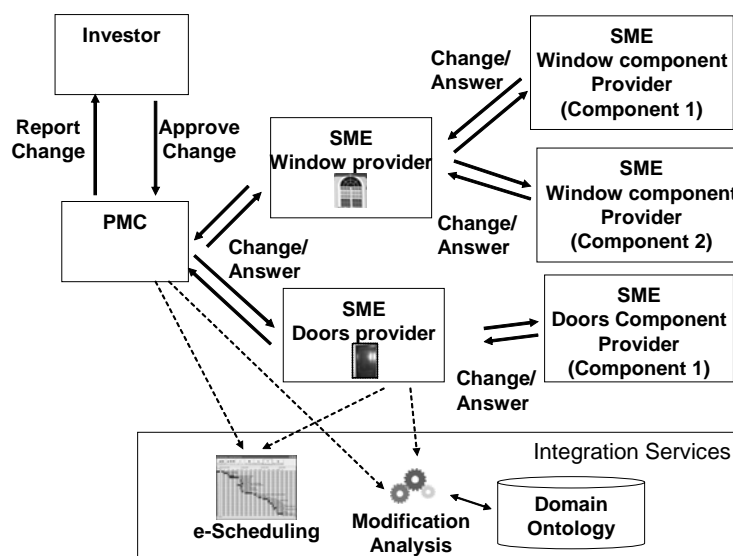 Investor
Report
Change
Approve
Change
PMC
SME
Window provider
Change/
Answer
SME
Window component
Provider
(Component 1)
Change/
Answer
SME
Window component
Provider
(Component 2)
Change/
Answer
SME
Doors provider
SME
Doors Component
Provider
(Component 1)
Change/
Answer
Integration Services
e-Scheduling
Modification
Analysis
Domain
Ontology